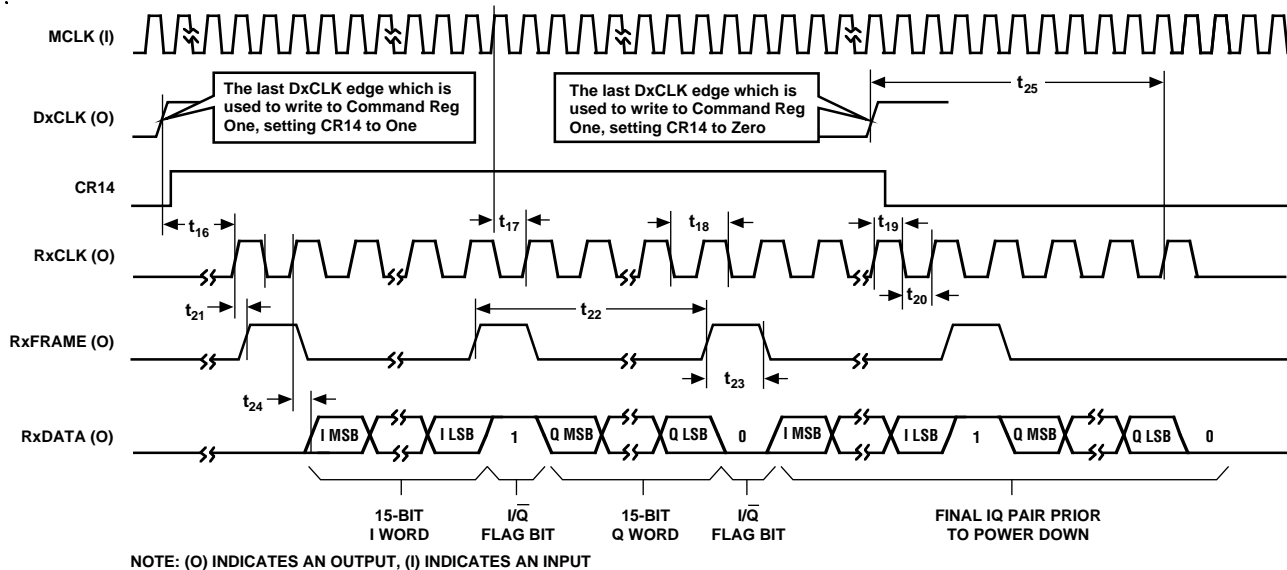 MCLK (I)
The last DxCLK edge which is
used to write to Command Reg
One, setting CR14 to One
The last DxCLK edge which is
used to write to Command Reg
One, setting CR14 to Zero
t25
DxCLK (O)
CR14
t16
t17
t18
t19
RxCLK (O)
t20
t21
t22
RxFRAME (O)
t23
t24
RxDATA (O)
I MSB
I LSB
1
Q MSB
Q LSB
0
I MSB
I LSB
1
Q MSB
Q LSB
0
15-BIT
I WORD
I/Q̅
FLAG BIT
15-BIT
Q WORD
I/Q̅
FLAG BIT
FINAL IQ PAIR PRIOR
TO POWER DOWN
NOTE: (O) INDICATES AN OUTPUT, (I) INDICATES AN INPUT